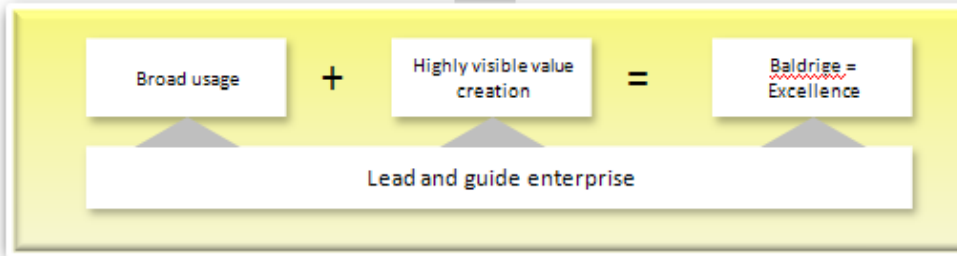 Broad usage
+
Highly visible value
creation
=
Baldrige =
Excellence
Lead and guide enterprise